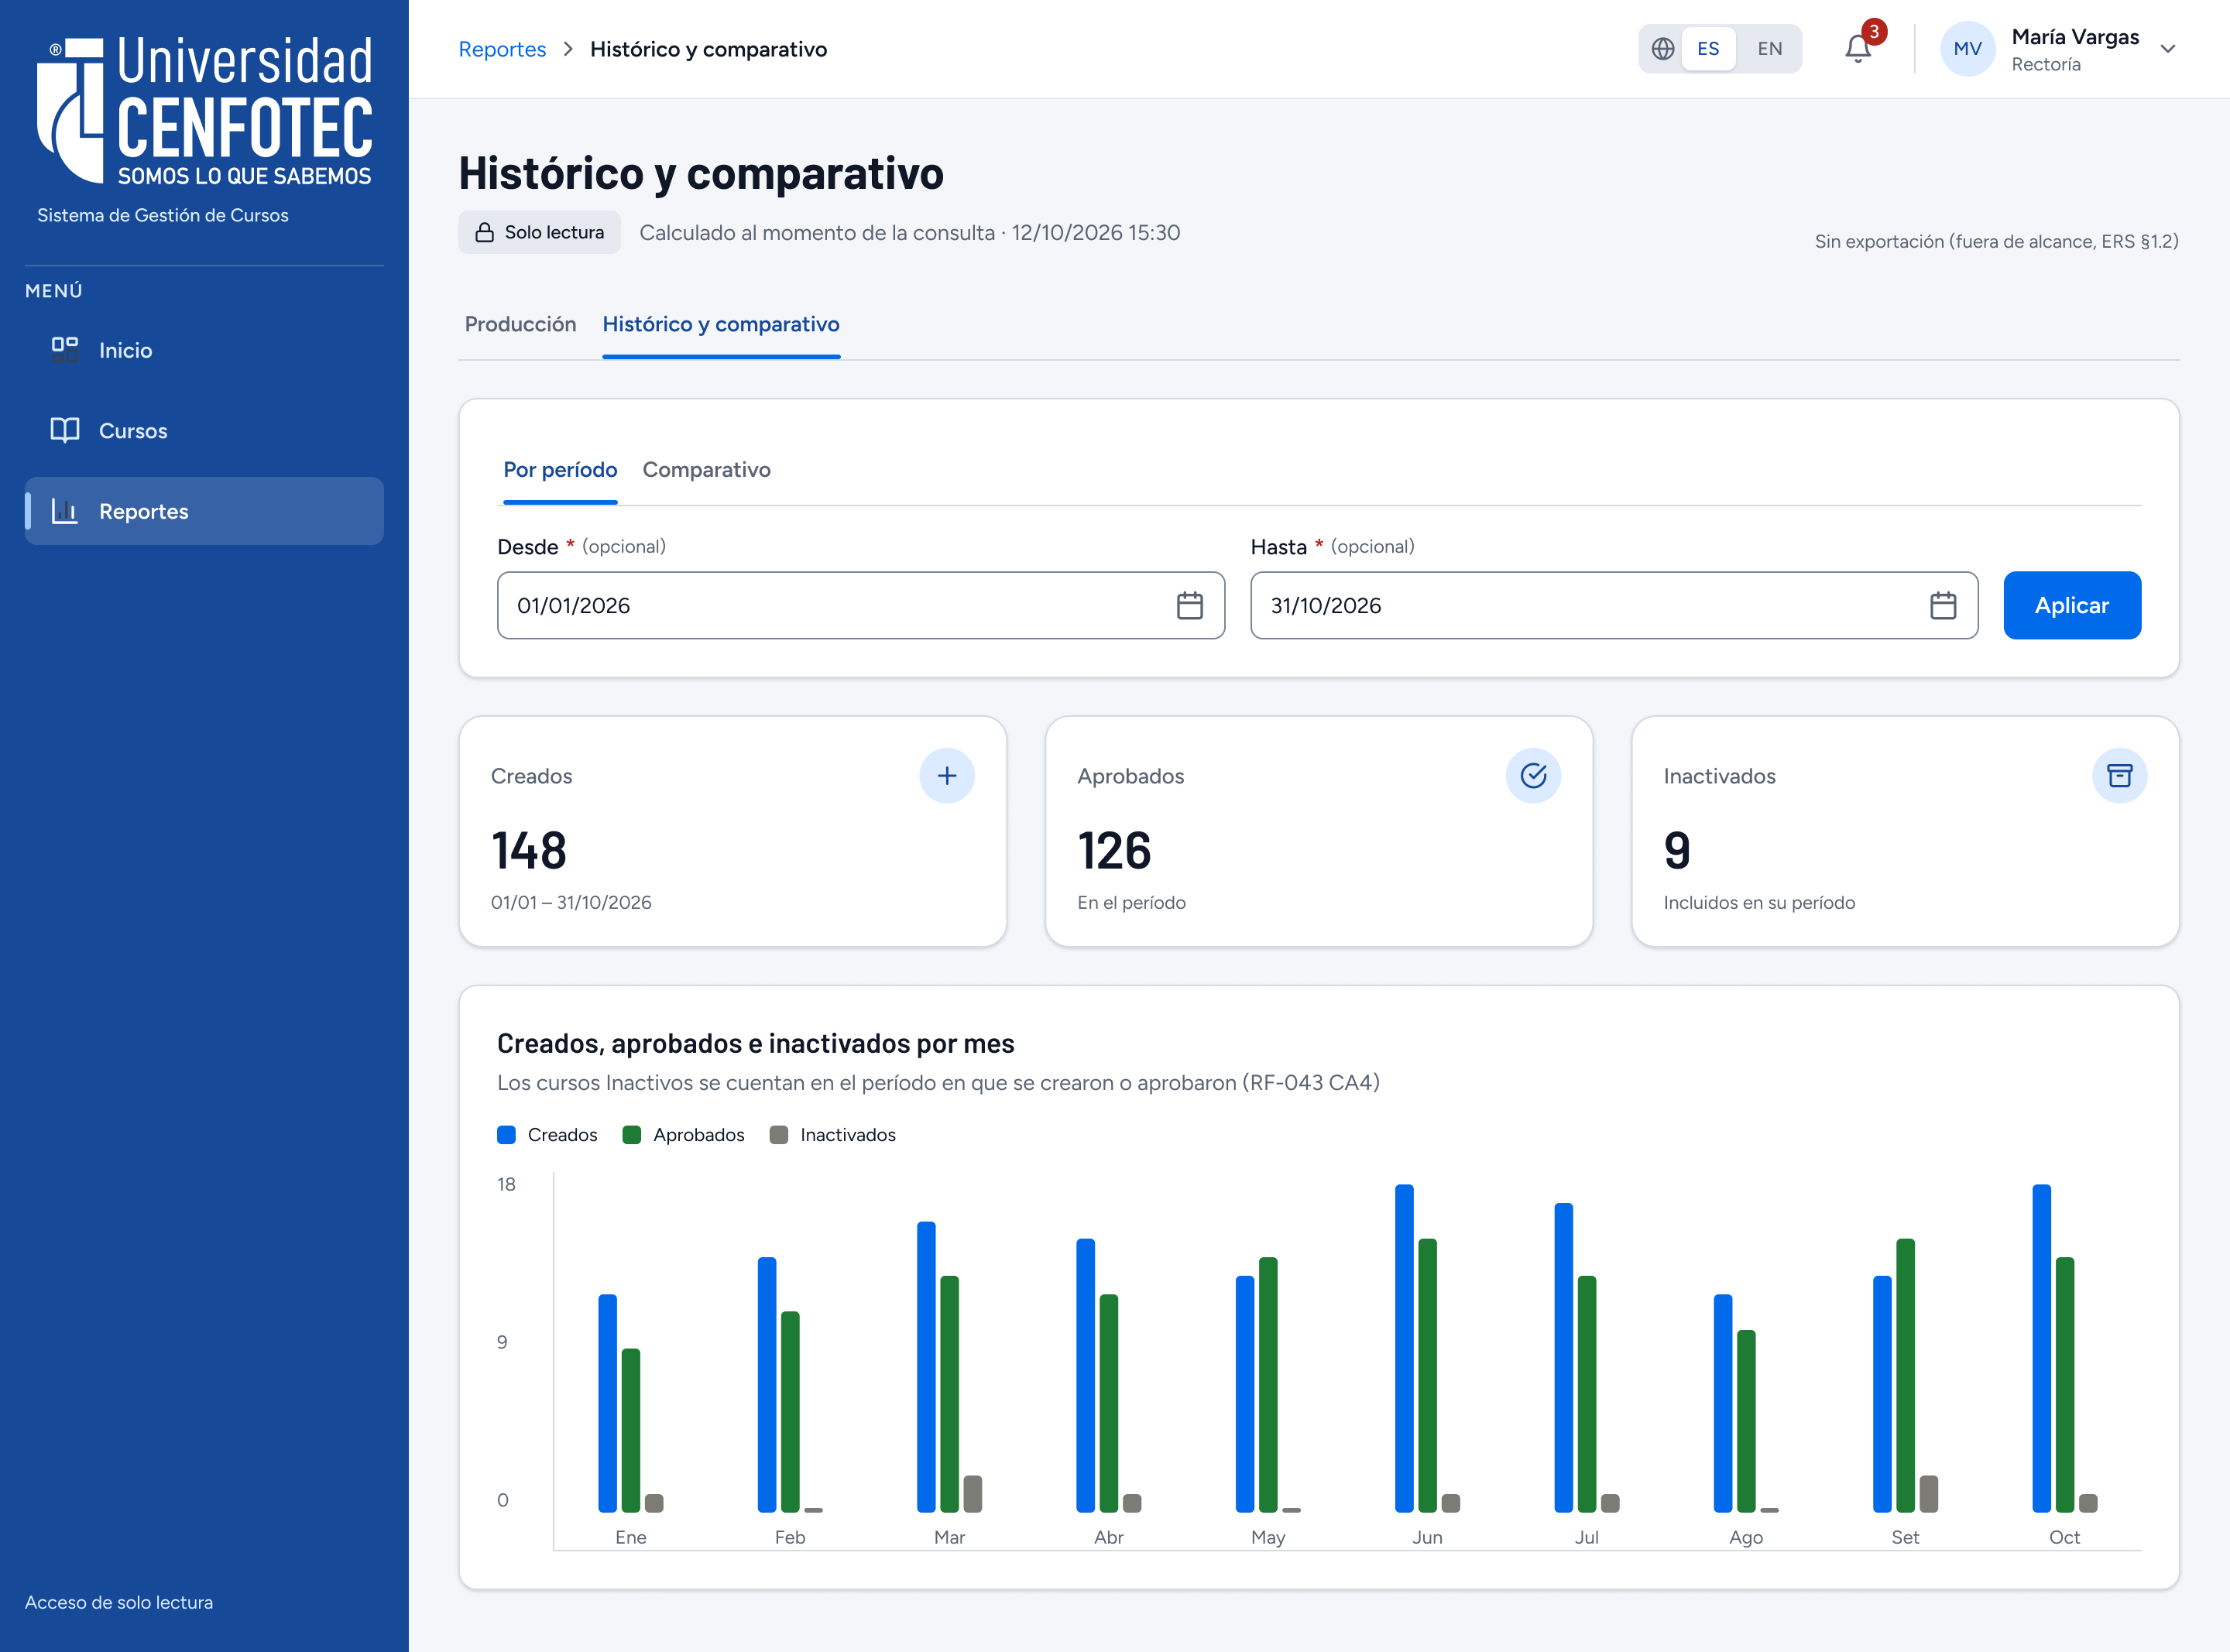 ® Universidad
CENFOTEC
SOMOS LO QUE SABEMOS
Sistema de Gestión de Cursos
MENÚ
Inicio
Cursos
Reportes
Acceso de solo lectura
Reportes > Histórico y comparativo
ES EN
3
MV
María Vargas
Rectoría
Histórico y comparativo
Solo lectura
Calculado al momento de la consulta · 12/10/2026 15:30
Sin exportación (fuera de alcance, ERS §1.2)
Producción Histórico y comparativo
Por período Comparativo
Desde * (opcional)
01/01/2026
Hasta * (opcional)
31/10/2026
Aplicar
Creados
148
01/01 – 31/10/2026
Aprobados
126
En el período
Inactivados
9
Incluidos en su período
Creados, aprobados e inactivados por mes
Los cursos Inactivos se cuentan en el período en que se crearon o aprobaron (RF-043 CA4)
Creados Aprobados Inactivados
18
9
0
Ene Feb Mar Abr May Jun Jul Ago Set Oct